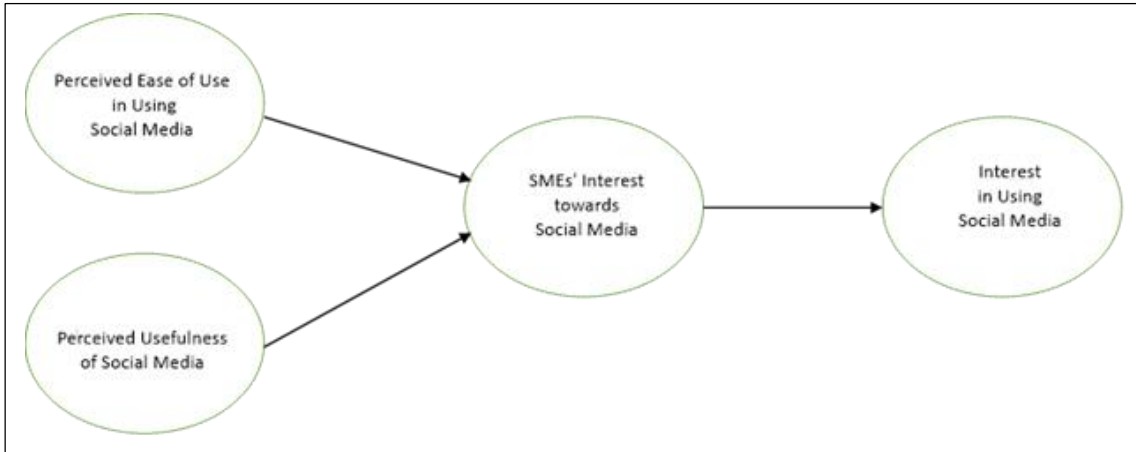 Perceived Ease of Use
in Using
Social Media
Perceived Usefulness
of Social Media
SMEs' Interest
towards
Social Media
Interest
in Using
Social Media